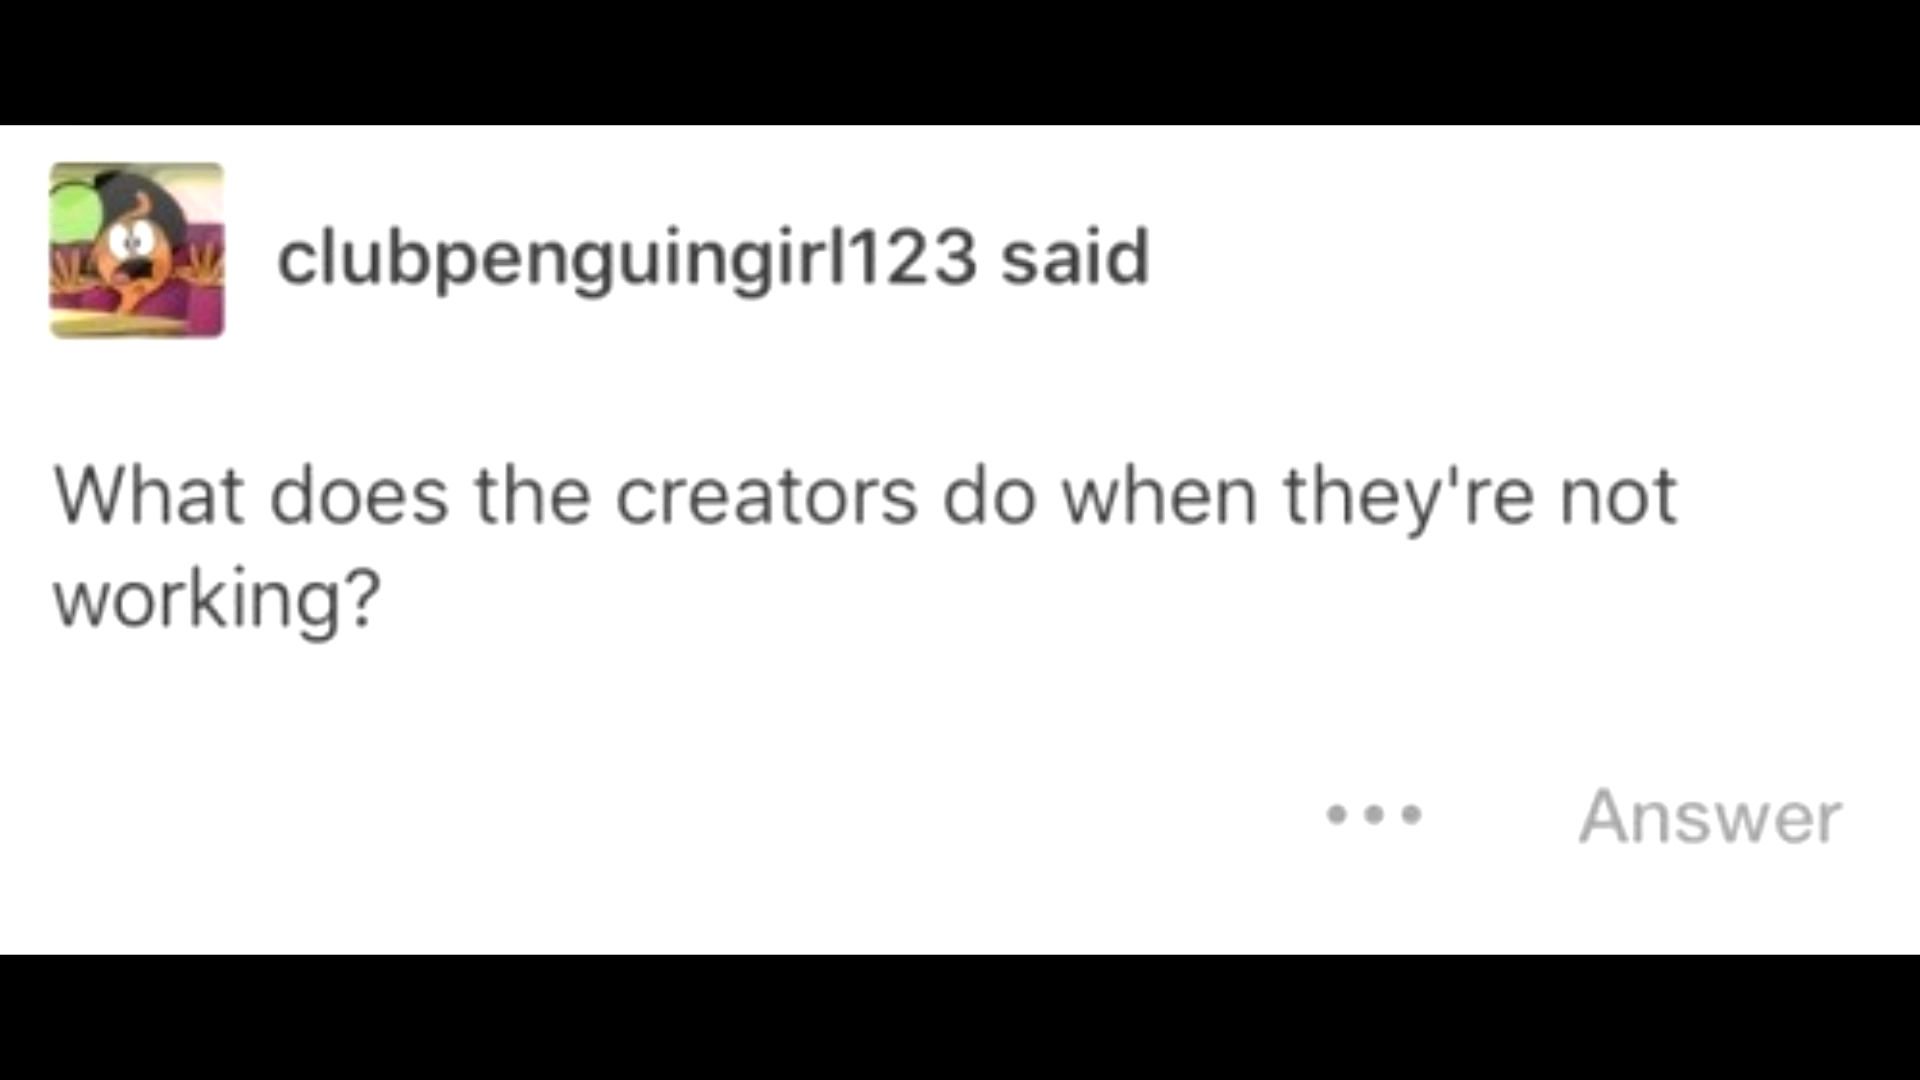 clubpenguingirl123 said
What does the creators do when they're not
working?
Answer